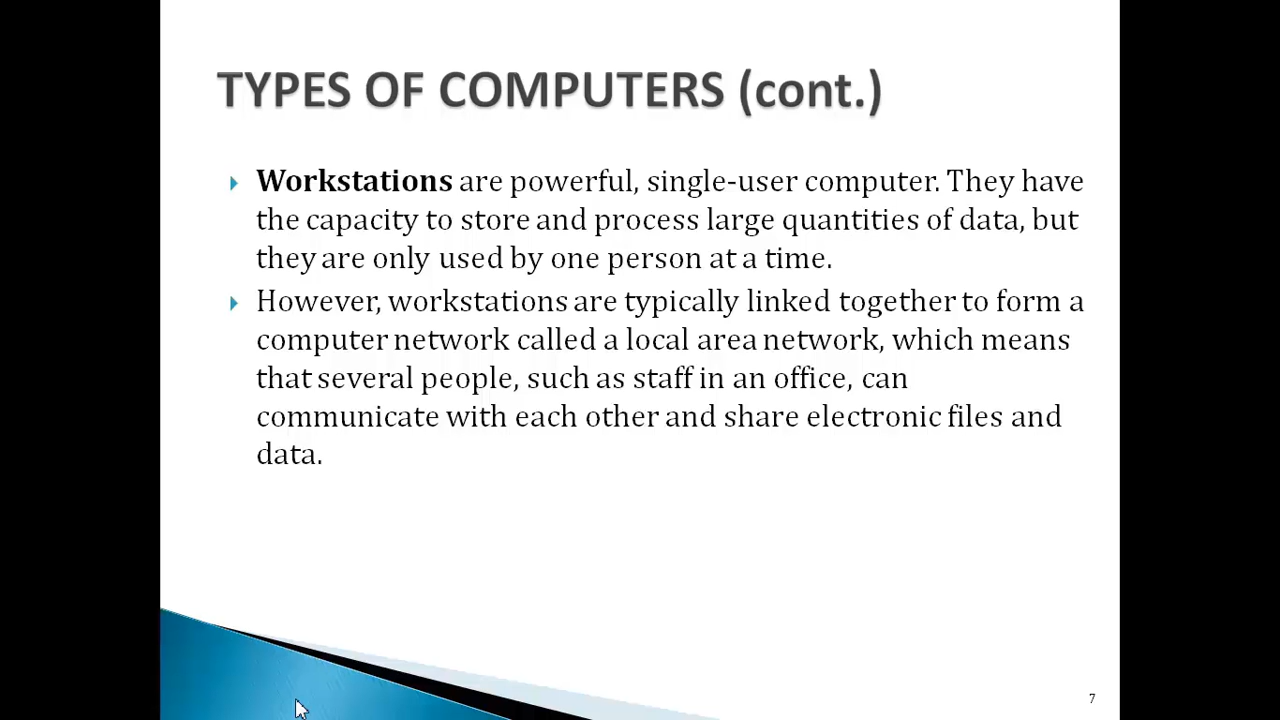 TYPES OF COMPUTERS (cont.)
Workstations are powerful, single-user computer. They have
the capacity to store and process large quantities of data, but
they are only used by one person at a time.
However, workstations are typically linked together to form a
computer network called a local area network, which means
that several people, such as staff in an office, can
communicate with each other and share electronic files and
data.
7